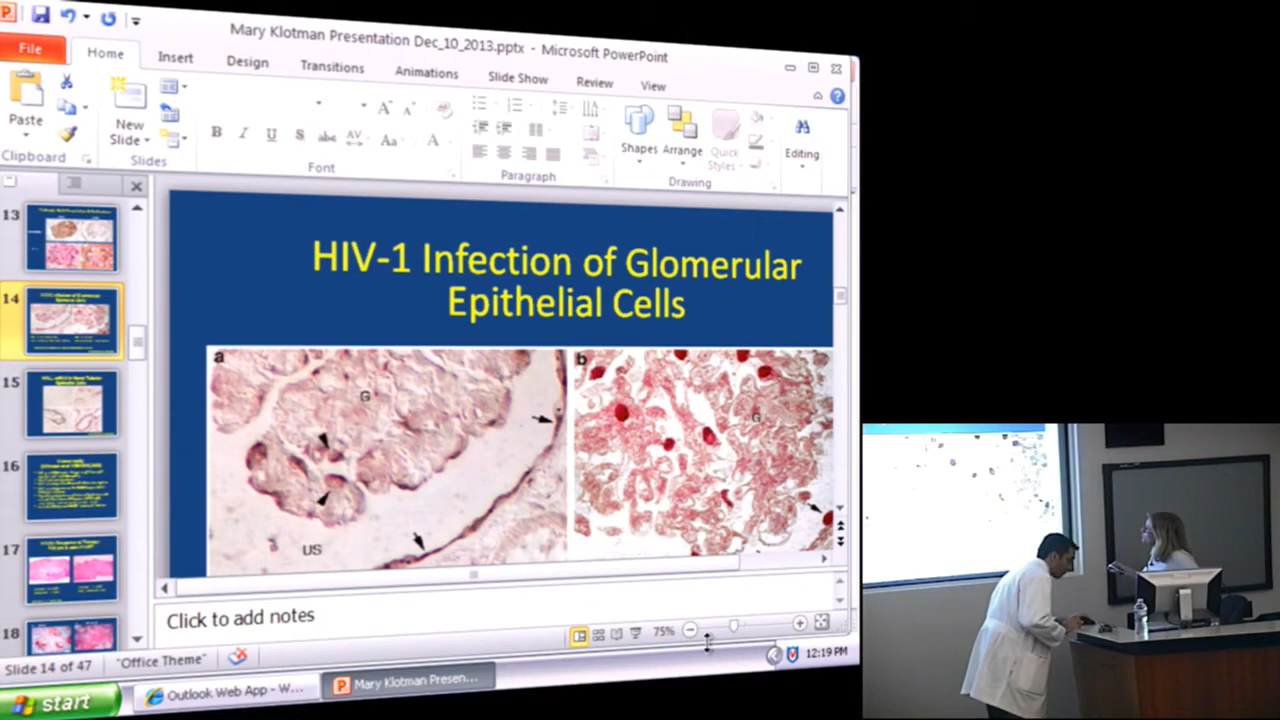 Mary Klotman Presentation Dec_10_2013.pptx - Microsoft PowerPoint
File
Home
Insert
Design
Transitions
Animations
Slide Show
Review
View
Paste
New
Slide
Shapes
Arrange
Quick
Styles
Editing
B I U S abc AV Aa A
Clipboard
Slides
Font
Paragraph
Drawing
13
14
15
16
17
18
HIV-1 Infection of Glomerular
Epithelial Cells
a
G
US
b
G
Click to add notes
Slide 14 of 47
"Office Theme"
75%
start
Outlook Web App - W...
Mary Klotman Presen...
12:19 PM